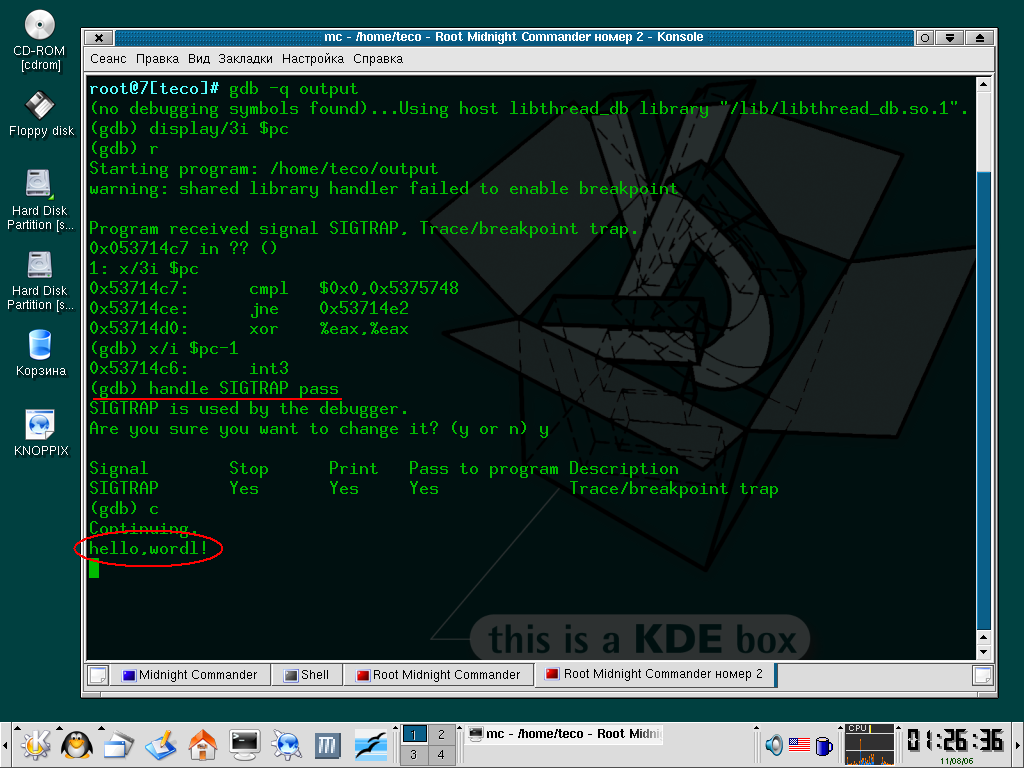 CD-ROM
[cdrom]
Floppy disk
Hard Disk
Partition [s...
Hard Disk
Partition [s...
Корзина
KNOPPIX
mc - /home/teco - Root Midnight Commander номер 2 - Konsole
Сеанс Правка Вид Закладки Настройка Справка
root@7[teco]# gdb -q output
(no debugging symbols found)...Using host libthread_db library "/lib/libthread_db.so.1".
(gdb) display/3i $pc
(gdb) r
Starting program: /home/teco/output
warning: shared library handler failed to enable breakpoint
Program received signal SIGTRAP, Trace/breakpoint trap.
0x053714c7 in ?? ()
1: x/3i $pc
0x53714c7: cmpl $0x0,0x5375748
0x53714ce: jne 0x53714e2
0x53714d0: xor %eax,%eax
(gdb) x/i $pc-1
0x53714c6: int3
(gdb) handle SIGTRAP pass
SIGTRAP is used by the debugger.
Are you sure you want to change it? (y or n) y
Signal Stop Print Pass to program Description
SIGTRAP Yes Yes Yes Trace/breakpoint trap
(gdb) c
Continuing.
hello,wordl!
this is a KDE box
Midnight Commander Shell Root Midnight Commander Root Midnight Commander номер 2
1 2
3 4
mc - /home/teco - Root Midni
CPU
01:26:36
11/08/06